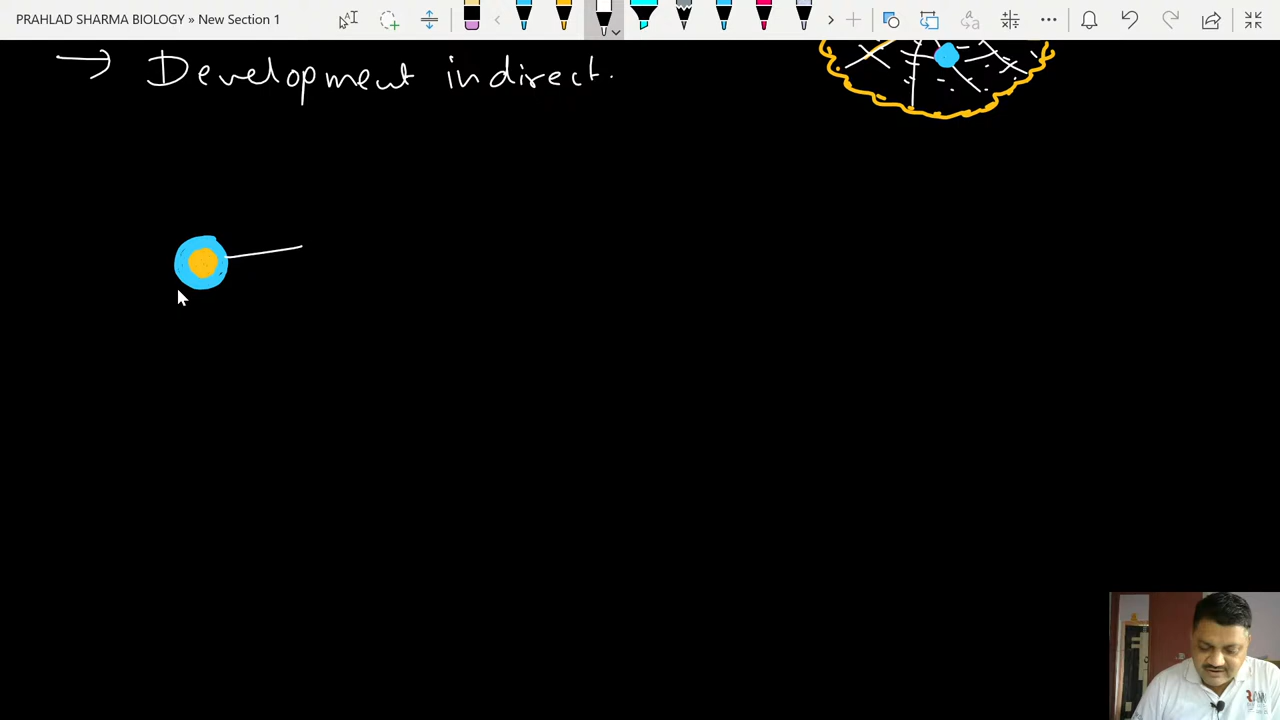 PRAHLAD SHARMA BIOLOGY » New Section 1
→ Development indirect.